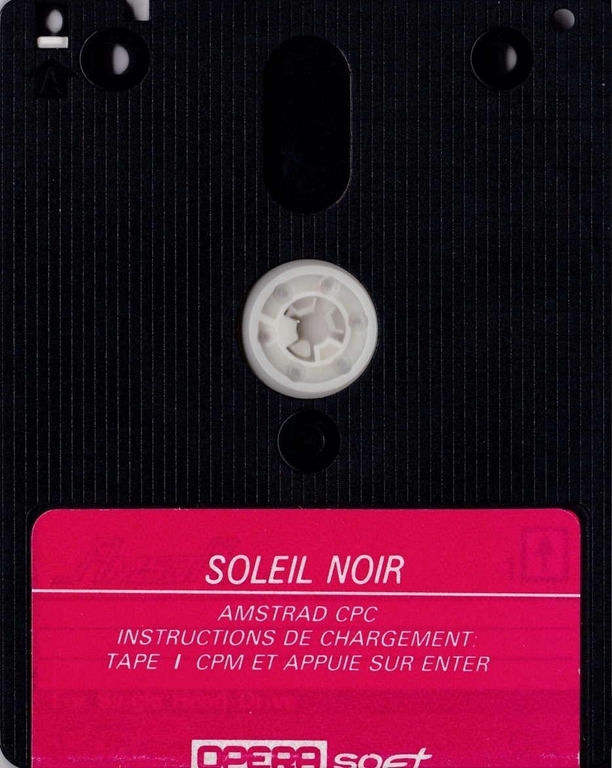 SOLEIL NOIR
AMSTRAD CPC
INSTRUCTIONS DE CHARGEMENT:
TAPE | CPM ET APPUIE SUR ENTER
OPERA soft